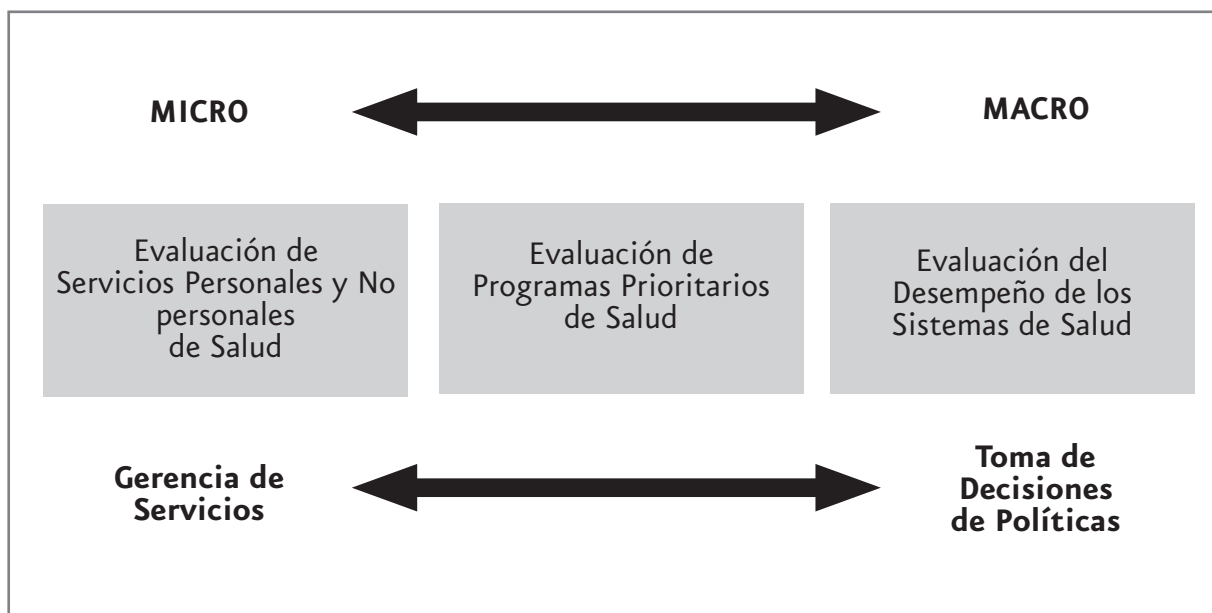 MICRO
MACRO
Evaluación de
Servicios Personales y No
personales
de Salud
Evaluación de
Programas Prioritarios
de Salud
Evaluación del
Desempeño de los
Sistemas de Salud
Gerencia de
Servicios
Toma de
Decisiones
de Políticas